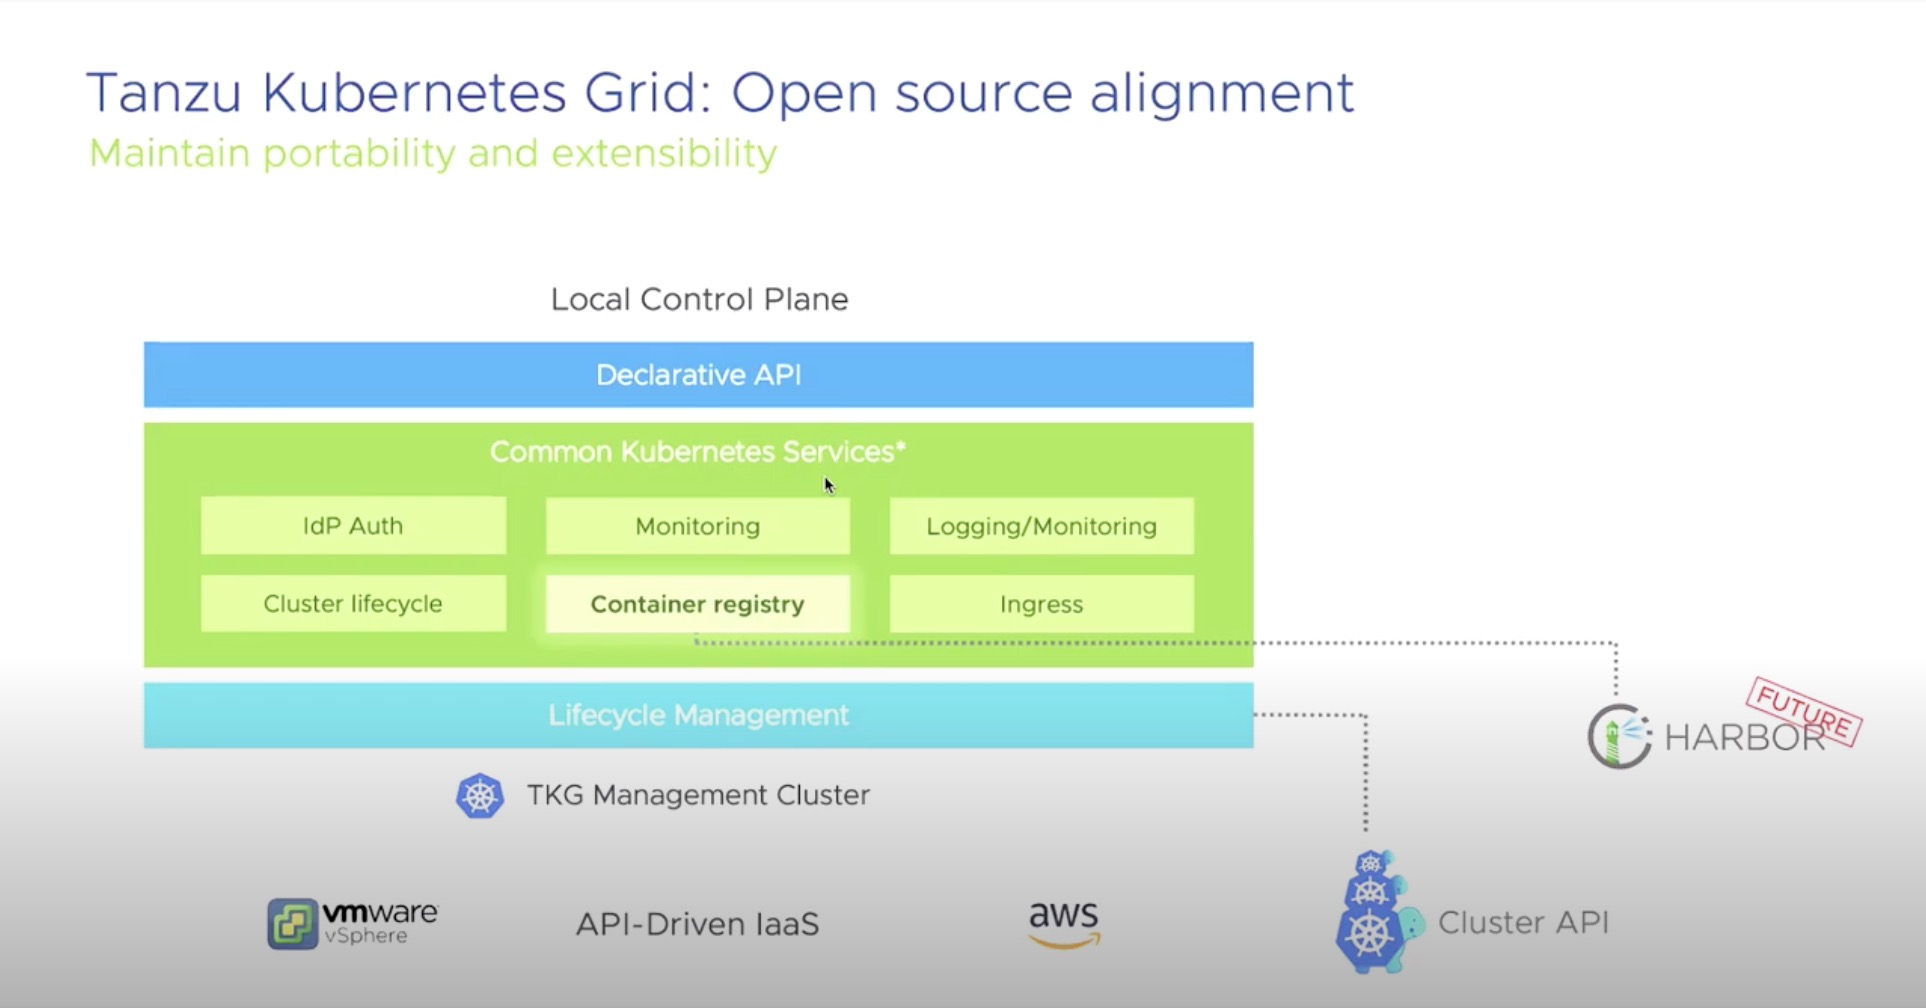 Tanzu Kubernetes Grid: Open source alignment
Maintain portability and extensibility
Local Control Plane
Declarative API
Common Kubernetes Services*
IdP Auth
Monitoring
Logging/Monitoring
Cluster lifecycle
Container registry
Ingress
Lifecycle Management
FUTURE
HARBOR
TKG Management Cluster
vmware
vSphere
API-Driven IaaS
aws
Cluster API